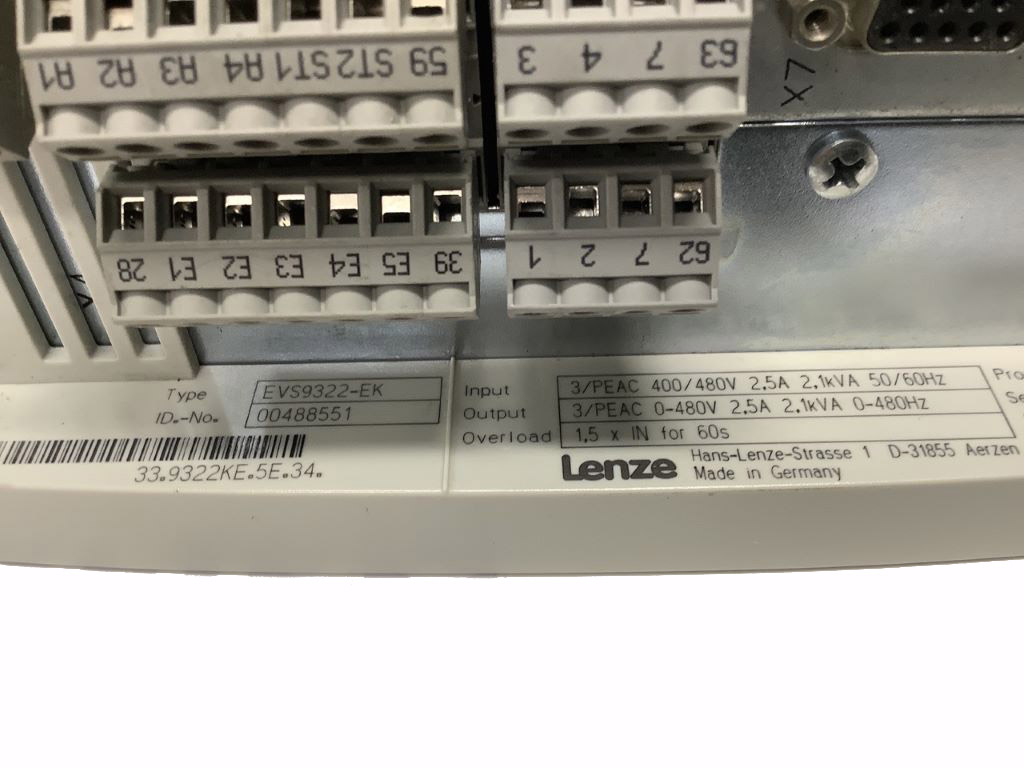 A1 A2 A3 A4 ST1 ST2 59
3 4 7 63
X7
28 E1 E2 E3 E4 E5 39
1 2 7 62
Type EVS9322-EK
ID.-No. 00488551
33.9322KE.5E.34.
Input 3/PEAC 400/480V 2,5A 2,1kVA 50/60Hz
Output 3/PEAC 0-480V 2,5A 2,1kVA 0-480Hz
Overload 1,5 x IN for 60s
Lenze
Hans-Lenze-Strasse 1 D-31855 Aerzen
Made in Germany